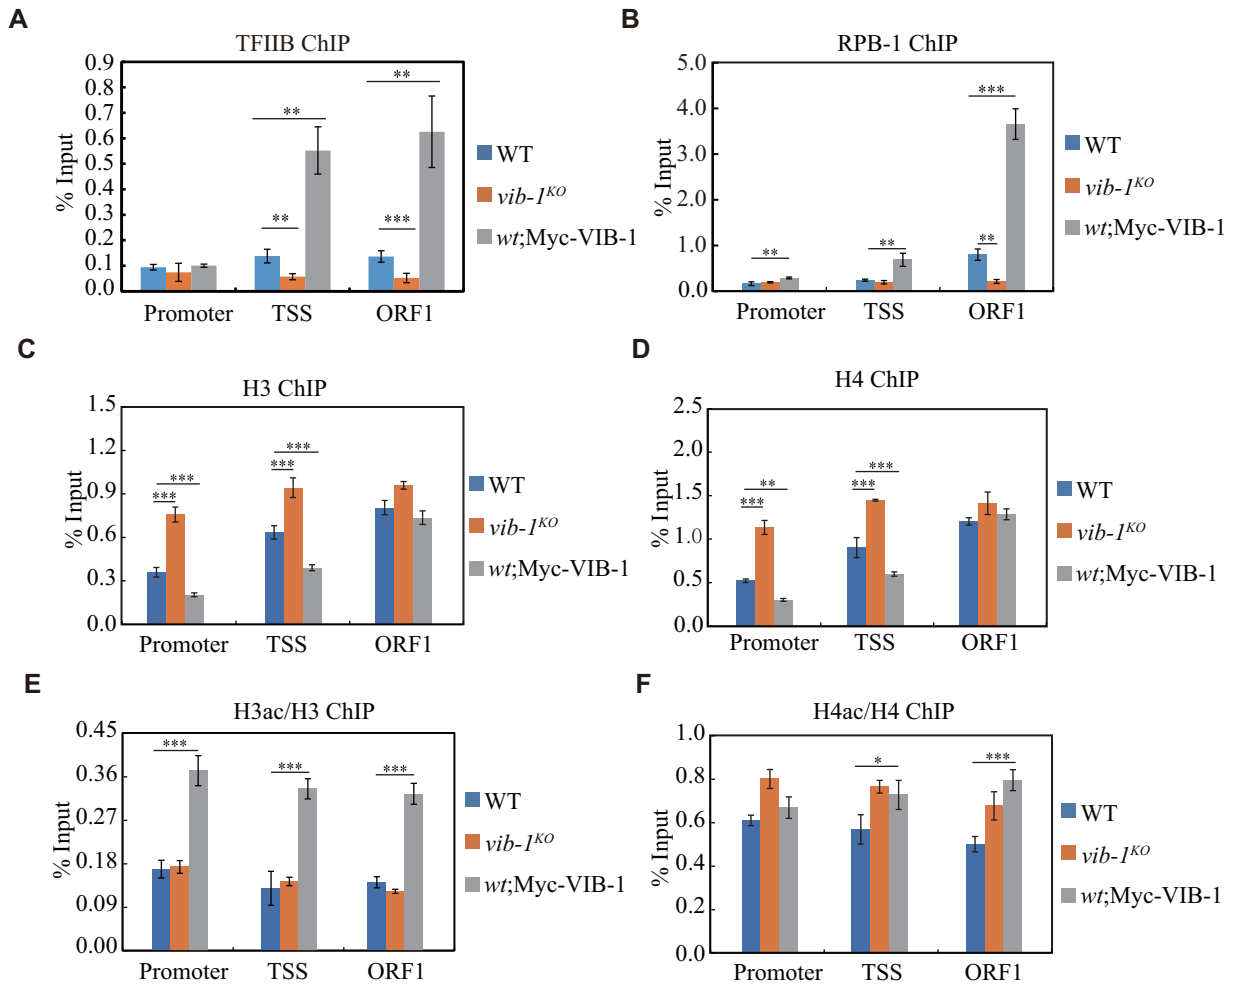 A
TFIIB ChIP
0.9
0.8
0.7
0.6
0.5
0.4
0.3
0.2
0.1
0.0
% Input
**
**
**
***
Promoter
TSS
ORF1
WT
vib-1KO
wt;Myc-VIB-1
B
RPB-1 ChIP
5.0
4.0
3.0
2.0
1.0
0.0
% Input
**
**
**
***
Promoter
TSS
ORF1
WT
vib-1KO
wt;Myc-VIB-1
C
H3 ChIP
1.5
1.2
0.9
0.6
0.3
0.0
% Input
***
***
***
***
Promoter
TSS
ORF1
WT
vib-1KO
wt;Myc-VIB-1
D
H4 ChIP
2.5
2.0
1.5
1.0
0.5
0.0
% Input
**
***
***
***
Promoter
TSS
ORF1
WT
vib-1KO
wt;Myc-VIB-1
E
H3ac/H3 ChIP
0.45
0.36
0.27
0.18
0.09
0.00
% Input
***
***
***
Promoter
TSS
ORF1
WT
vib-1KO
wt;Myc-VIB-1
F
H4ac/H4 ChIP
1.0
0.8
0.6
0.4
0.2
0.0
% Input
*
***
Promoter
TSS
ORF1
WT
vib-1KO
wt;Myc-VIB-1